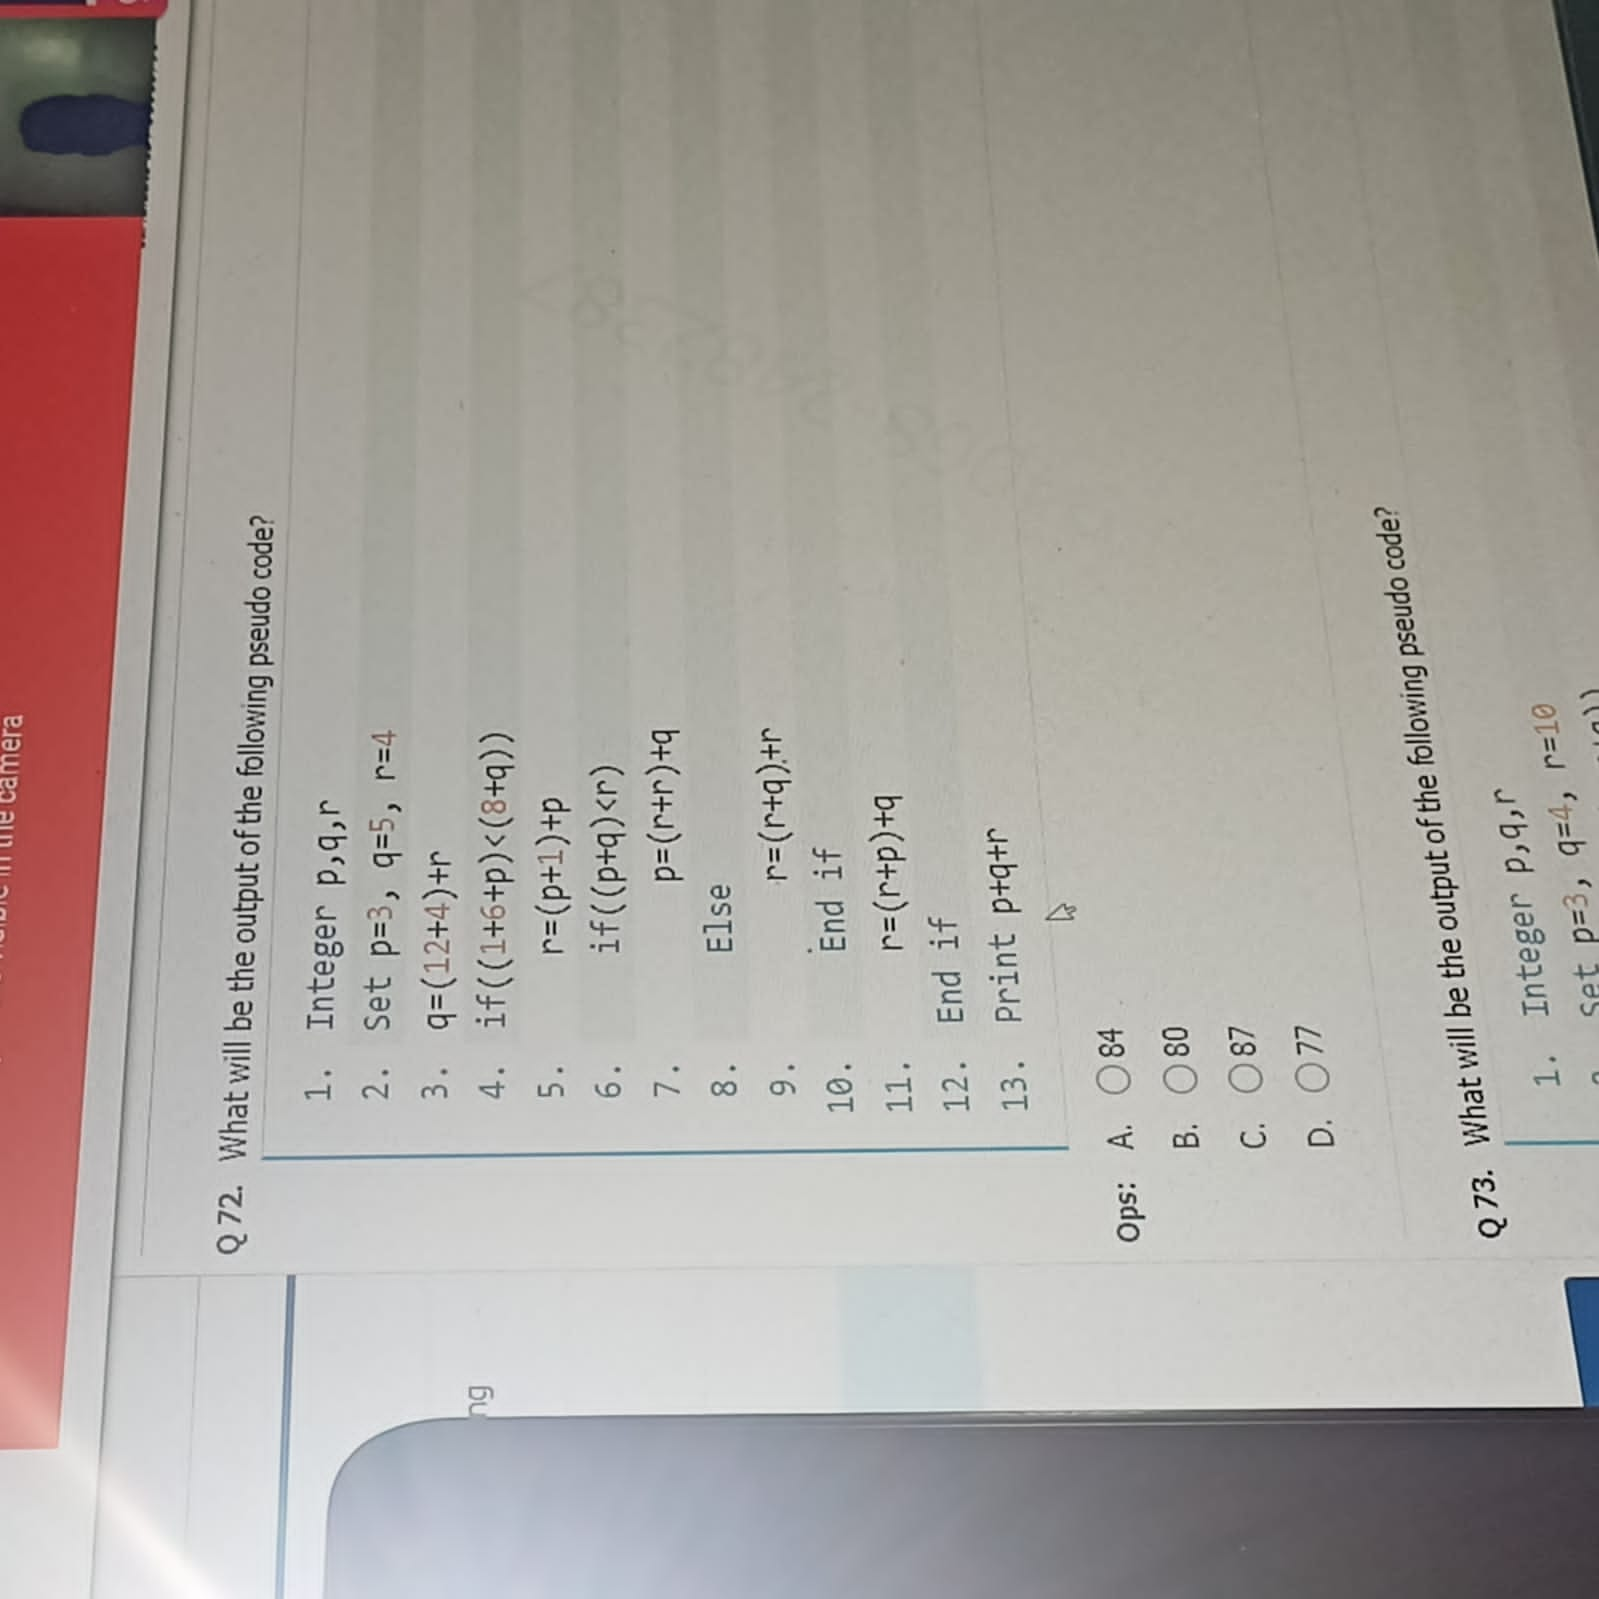 in the camera
Q 72. What will be the output of the following pseudo code?
1. Integer p,q,r
2. Set p=3, q=5, r=4
3. q=(12+4)+r
4. if((1+6+p)<(8+q))
5. r=(p+1)+p
6. if((p+q)<r)
7. p=(r+r)+q
8. Else
9. r=(r+q)+r
10. End if
11. r=(r+p)+q
12. End if
13. Print p+q+r
Ops: A. 84
B. 80
C. 87
D. 77
ng
Q 73. What will be the output of the following pseudo code?
1. Integer p,q,r
Set p=3, q=4, r=10